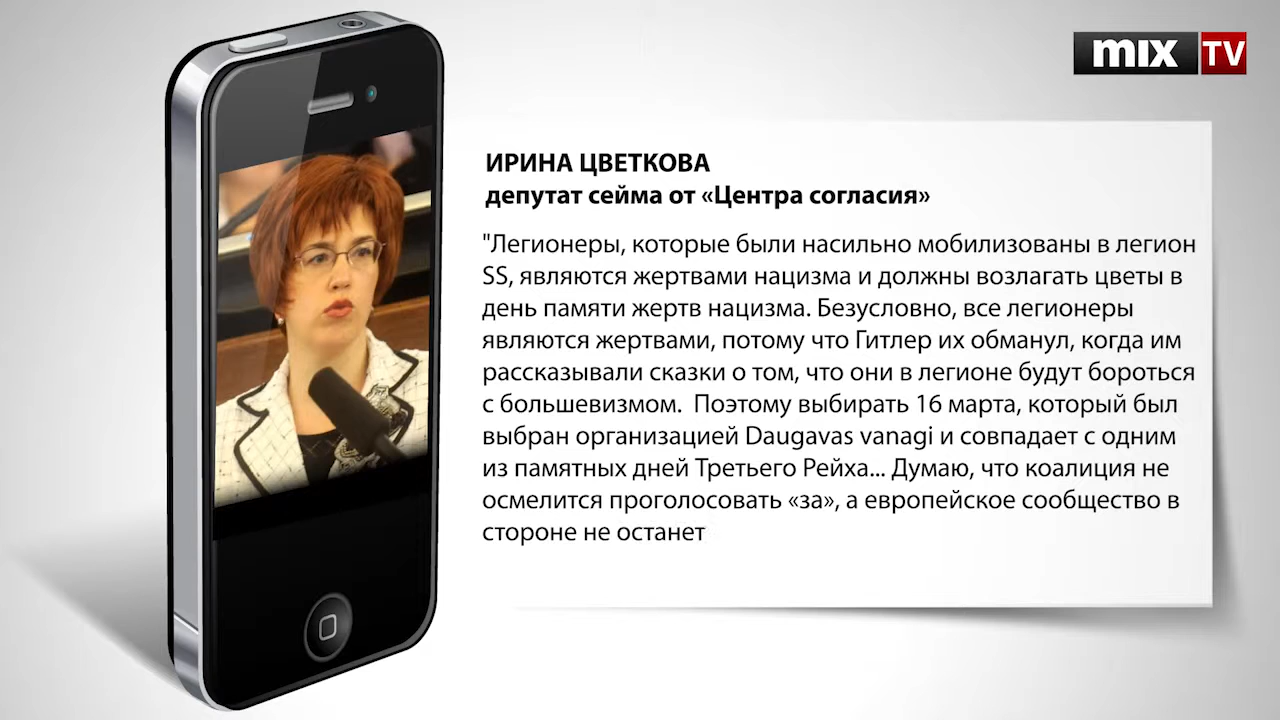 mix TV
ИРИНА ЦВЕТКОВА
депутат сейма от «Центра согласия»
"Легионеры, которые были насильно мобилизованы в легион
SS, являются жертвами нацизма и должны возлагать цветы в
день памяти жертв нацизма. Безусловно, все легионеры
являются жертвами, потому что Гитлер их обманул, когда им
рассказывали сказки о том, что они в легионе будут бороться
с большевизмом.  Поэтому выбирать 16 марта, который был
выбран организацией Daugavas vanagi и совпадает с одним
из памятных дней Третьего Рейха... Думаю, что коалиция не
осмелится проголосовать «за», а европейское сообщество в
стороне не останет